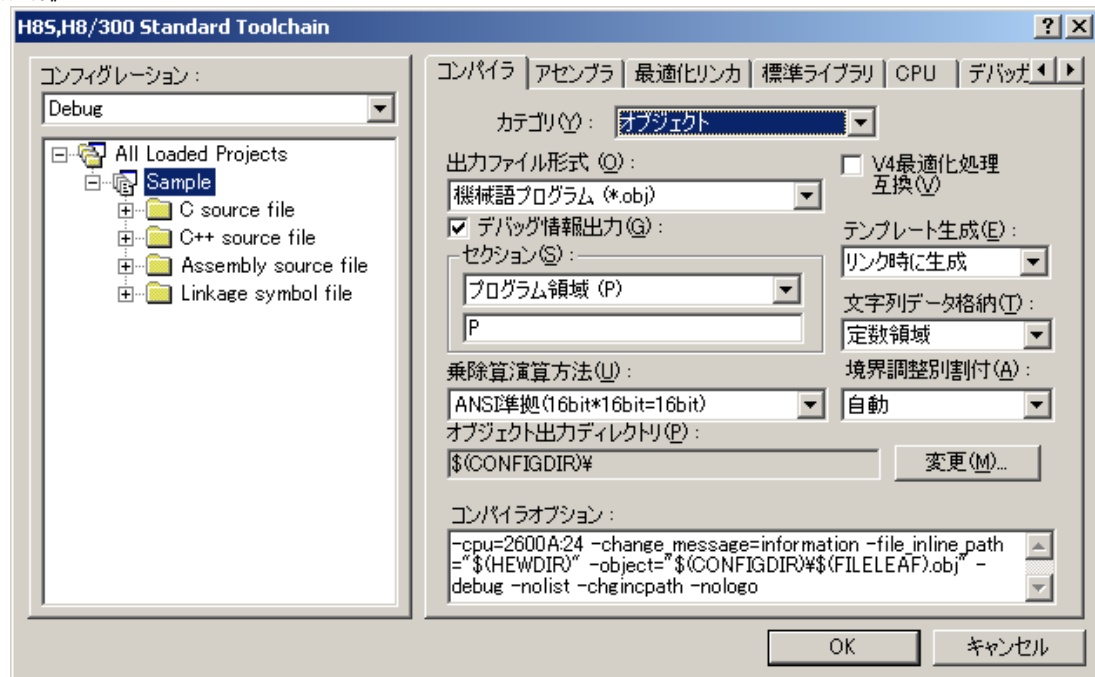 H8S,H8/300 Standard Toolchain
コンフィグレーション :
Debug
All Loaded Projects
Sample
C source file
C++ source file
Assembly source file
Linkage symbol file
コンパイラ アセンブラ 最適化リンカ 標準ライブラリ CPU デバッガ
カテゴリ(Y) : オブジェクト
出力ファイル形式 (O) :
機械語プログラム (*.obj)
V4最適化処理
互換(V)
デバッグ情報出力(G) :
セクション(S) :
プログラム領域 (P)
P
テンプレート生成(E) :
リンク時に生成
文字列データ格納(T) :
定数領域
乗除算演算方法(U) :
ANSI準拠(16bit*16bit=16bit)
境界調整別割付(A) :
自動
オブジェクト出力ディレクトリ(P) :
$(CONFIGDIR)¥
変更(M)...
コンパイラオプション :
-cpu=2600A:24 -change_message=information -file_inline_path
="$(HEWDIR)" -object="$(CONFIGDIR)¥$(FILELEAF).obj" -
debug -nolist -chgincpath -nologo
OK
キャンセル